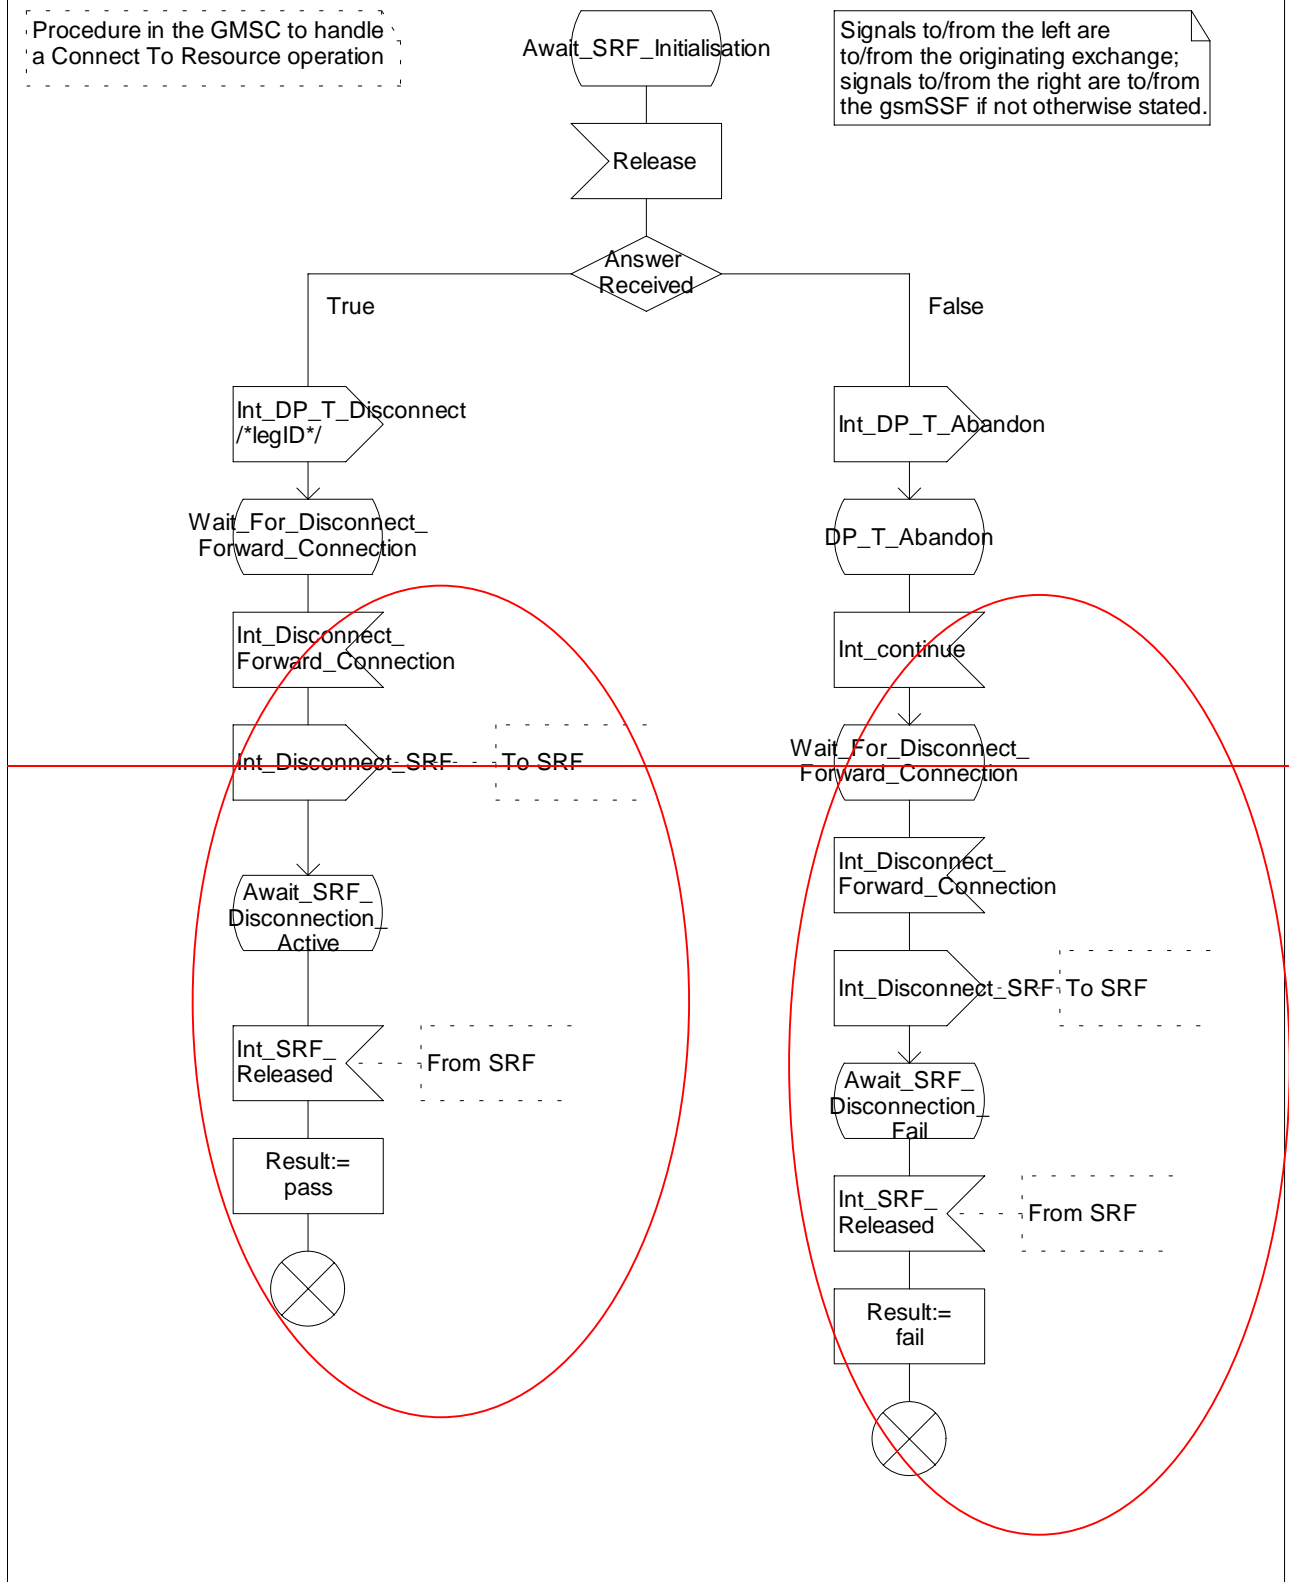 Procedure in the GMSC to handle
a Connect To Resource operation
Await_SRF_Initialisation
Signals to/from the left are
to/from the originating exchange;
signals to/from the right are to/from
the gsmSSF if not otherwise stated.
Release
Answer
Received
True
False
Int_DP_T_Disconnect
/*legID*/
Wait_For_Disconnect_
Forward_Connection
Int_Disconnect_
Forward_Connection
Int_Disconnect_SRF
To SRF
Await_SRF_
Disconnection_
Active
Int_SRF_
Released
From SRF
Result:=
pass
Int_DP_T_Abandon
DP_T_Abandon
Int_continue
Wait_For_Disconnect_
Forward_Connection
Int_Disconnect_
Forward_Connection
Int_Disconnect_SRF
To SRF
Await_SRF_
Disconnection_
Fail
Int_SRF_
Released
From SRF
Result:=
fail